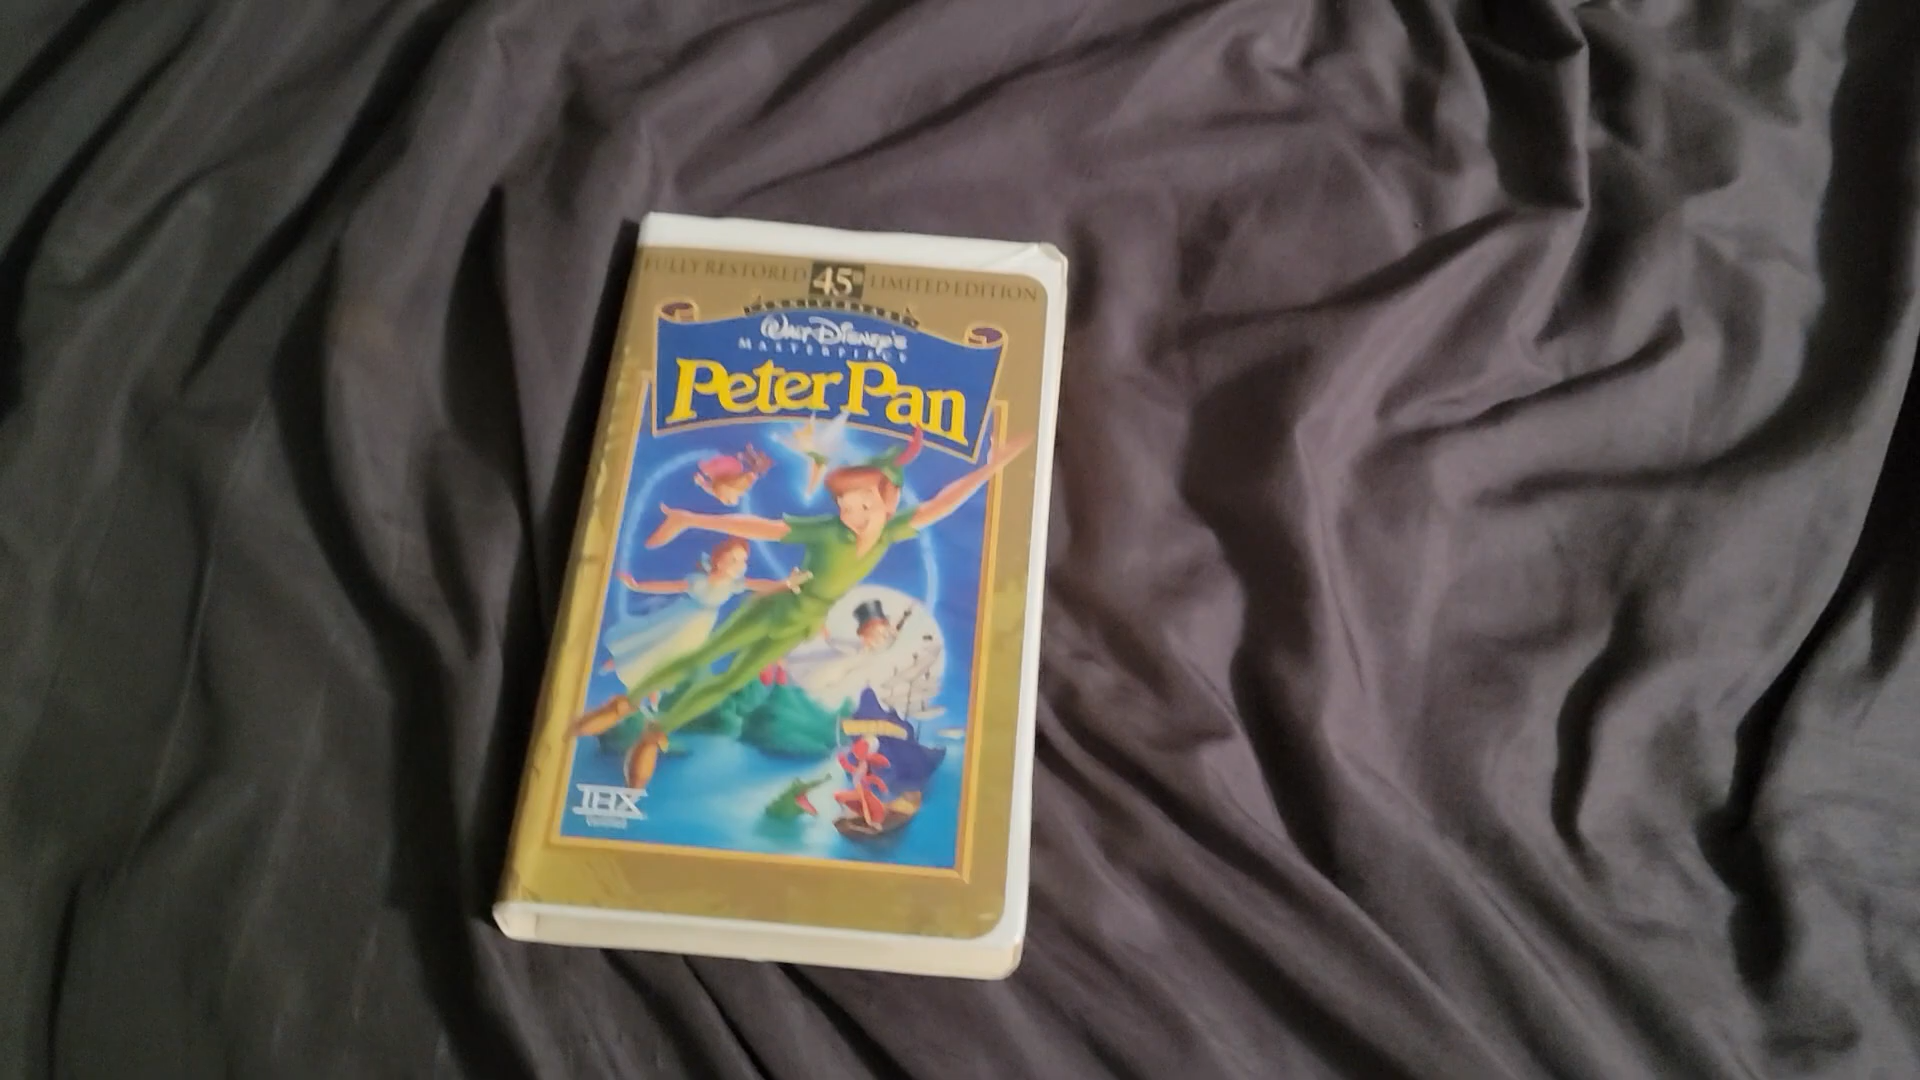 FULLY RESTORED 45th LIMITED EDITION
WALT DISNEY'S
MASTERPIECE
Peter Pan
THX